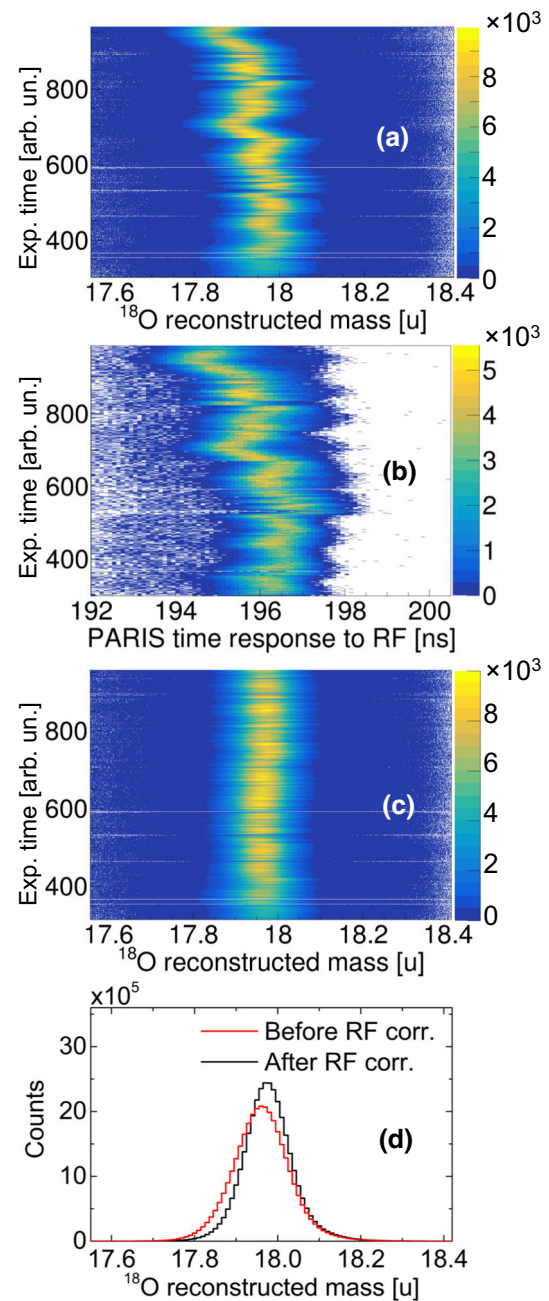 ×10³
(a)
Exp. time [arb. un.]
800
600
400
8
6
4
2
0
17.6 17.8 18 18.2 18.4
¹⁸O reconstructed mass [u]
×10³
(b)
Exp. time [arb. un.]
800
600
400
5
4
3
2
1
0
192 194 196 198 200
PARIS time response to RF [ns]
×10³
(c)
Exp. time [arb. un.]
800
600
400
8
6
4
2
0
17.6 17.8 18 18.2 18.4
¹⁸O reconstructed mass [u]
x10⁵
Before RF corr.
After RF corr.
(d)
Counts
30
20
10
0
17.6 17.8 18.0 18.2 18.4
¹⁸O reconstructed mass [u]